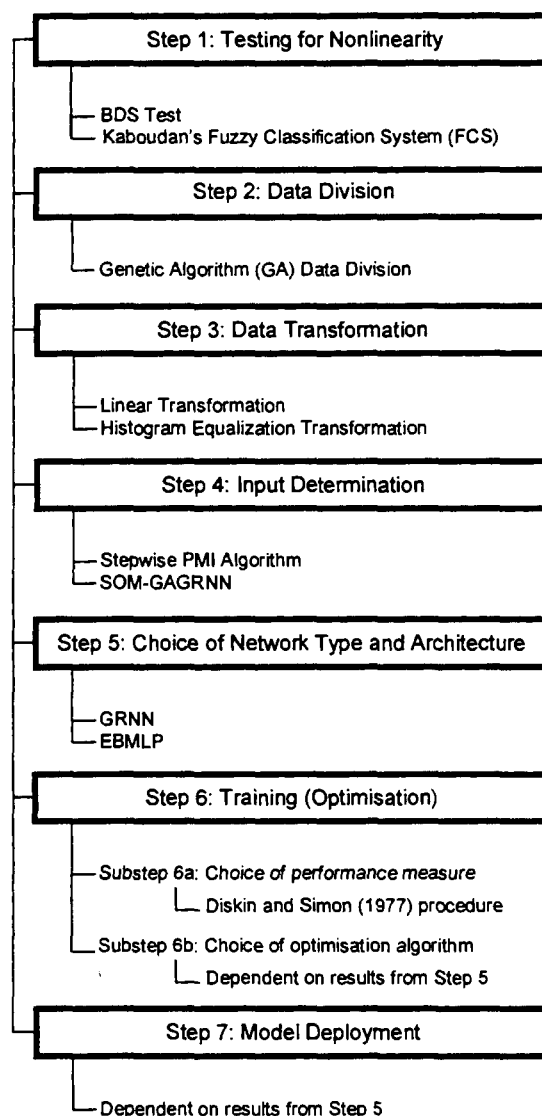 Step 1: Testing for Nonlinearity
BDS Test
Kaboudan's Fuzzy Classification System (FCS)
Step 2: Data Division
Genetic Algorithm (GA) Data Division
Step 3: Data Transformation
Linear Transformation
Histogram Equalization Transformation
Step 4: Input Determination
Stepwise PMI Algorithm
SOM-GAGRNN
Step 5: Choice of Network Type and Architecture
GRNN
EBMLP
Step 6: Training (Optimisation)
Substep 6a: Choice of performance measure
Diskin and Simon (1977) procedure
Substep 6b: Choice of optimisation algorithm
Dependent on results from Step 5
Step 7: Model Deployment
Dependent on results from Step 5